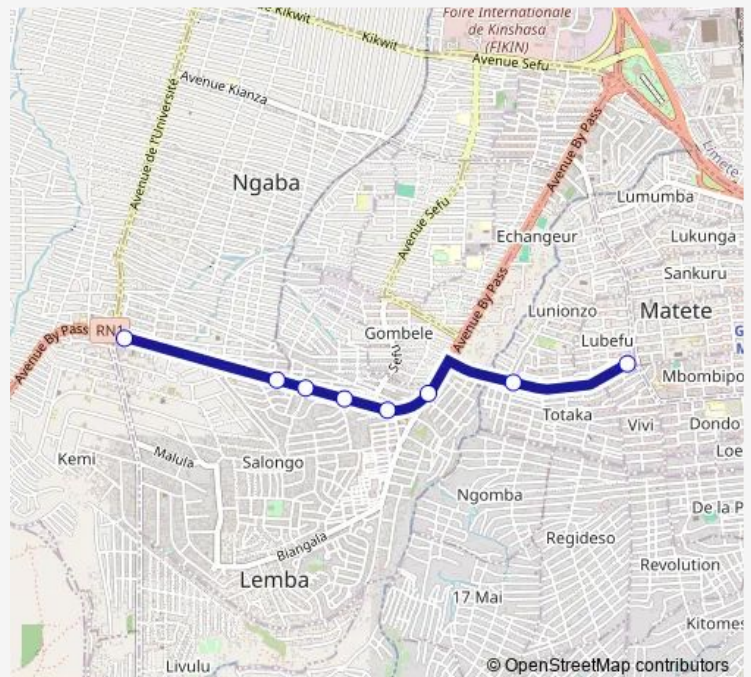 Kikwit
Kikwit
Foire Internationale
de Kinshasa
(FIKIN)
Avenue Sefu
Avenue Kianza
Avenue de l'Université
Avenue By Pass
Limete
Ngaba
Lumumba
Avenue Sefu
Echangeur
Lukunga
Sankuru
Avenue By Pass
Lunionzo
Matete
Avenue By Pass
RN1
Gombele
Sefu
Lubefu
G
M
Mbombipo
Totaka
Vivi
Dondo
Loe
Kemi
Malula
Salongo
Ngomba
De la P
Biangala
Regideso
Lemba
Revolution
17 Mai
Kitomes
Livulu
© OpenStreetMap contributors